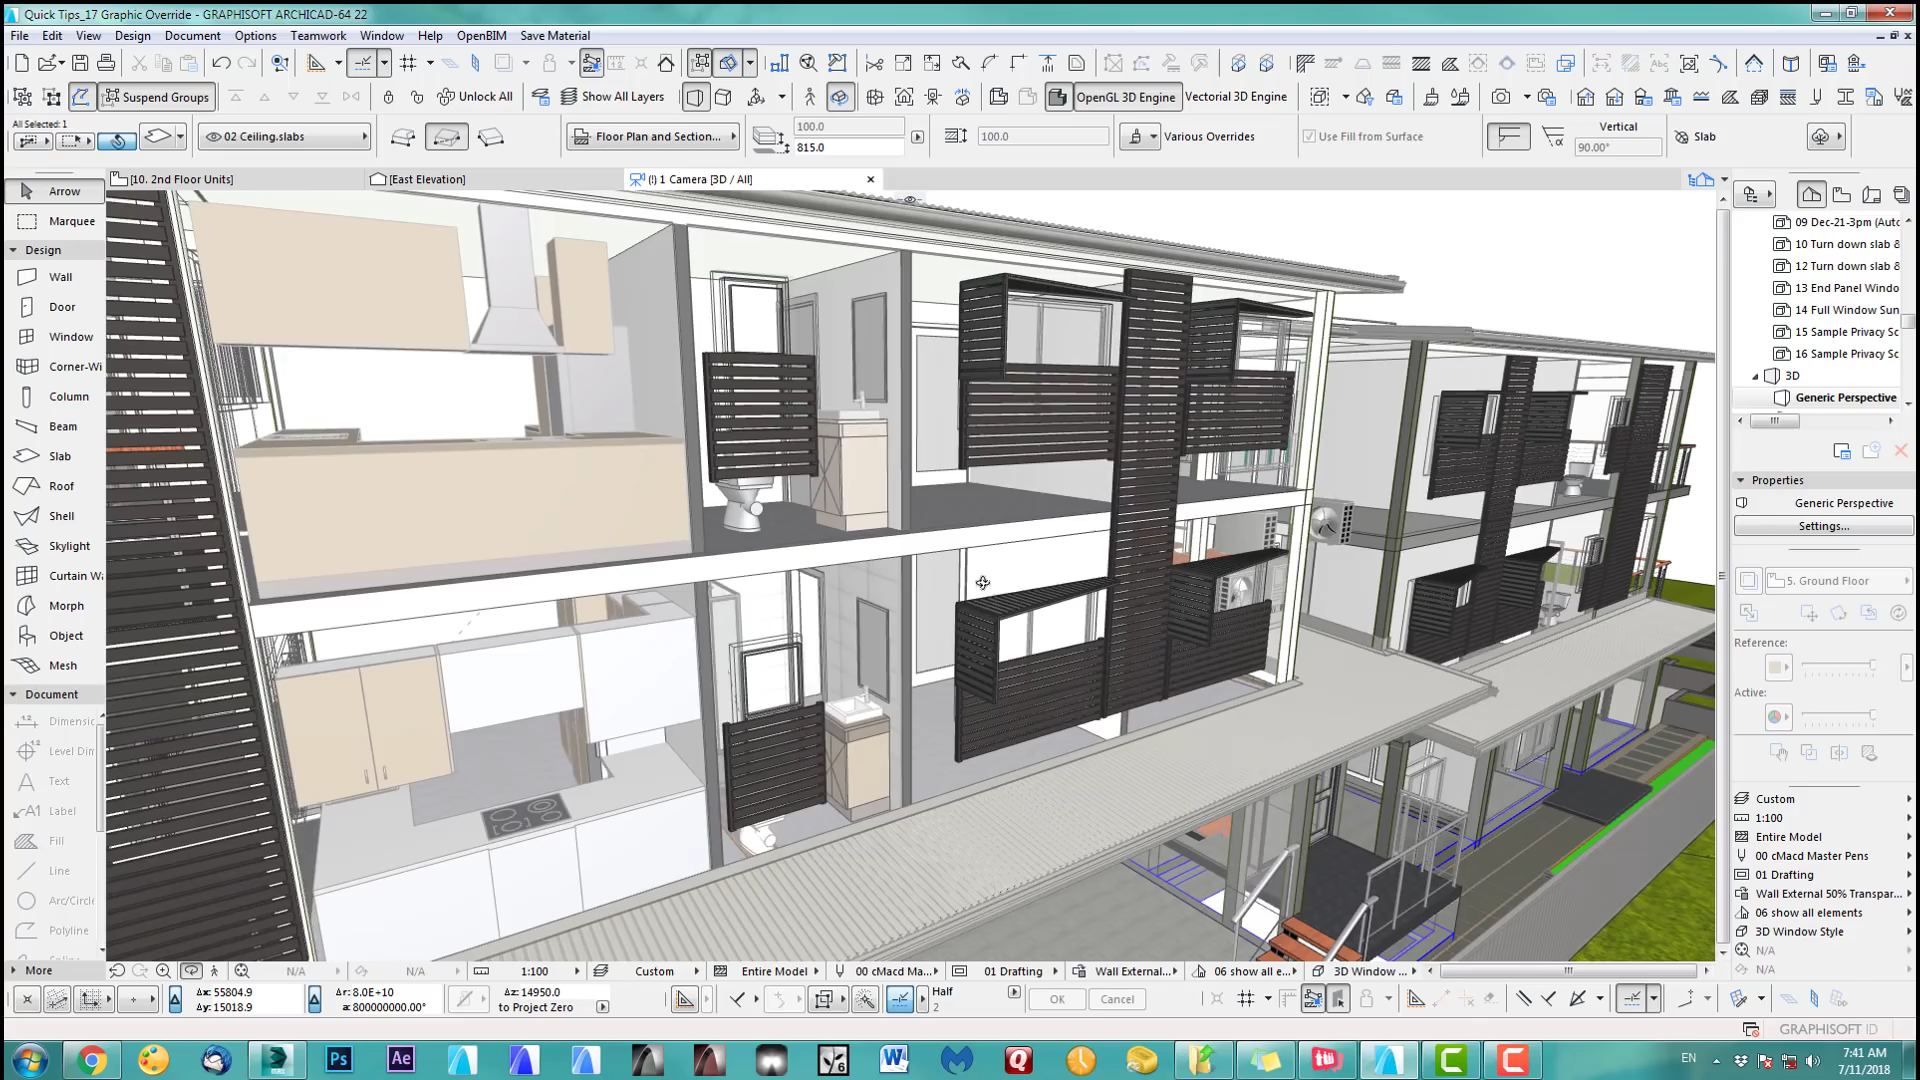 Quick Tips_17 Graphic Override - GRAPHISOFT ARCHICAD-64 22
File Edit View Design Document Options Teamwork Window Help OpenBIM Save Material
Suspend Groups Unlock All Show All Layers OpenGL 3D Engine Vectorial 3D Engine
All Selected: 1
02 Ceiling.slabs Floor Plan and Section... 100.0 815.0 100.0 Various Overrides Use Fill from Surface Vertical 90.00° Slab
[10. 2nd Floor Units] [East Elevation] (!) 1 Camera [3D / All]
Arrow
Marquee
Design
Wall
Door
Window
Corner-Wi
Column
Beam
Slab
Roof
Shell
Skylight
Curtain Wa
Morph
Object
Mesh
Document
Dimensic
Level Dim
Text
Label
Fill
Line
Arc/Circle
Polyline
More
09 Dec-21-3pm (Auto
10 Turn down slab &
12 Turn down slab &
13 End Panel Windo
14 Full Window Sun
15 Sample Privacy Sc
16 Sample Privacy Sc
3D
Generic Perspective
Properties
Generic Perspective
Settings...
5. Ground Floor
Reference:
Active:
Custom
1:100
Entire Model
00 cMacd Master Pens
01 Drafting
Wall External 50% Transpar...
06 show all elements
3D Window Style
N/A
N/A
N/A N/A 1:100 Custom Entire Model 00 cMacd Ma... 01 Drafting Wall External... 06 show all e... 3D Window ...
Δx: 55804.9 Δr: 8.0E+10 Δz: 14950.0 Half OK Cancel
Δy: 15018.9 a: 800000000.00° to Project Zero 2
GRAPHISOFT ID
Ps Ae W Q C C EN 7:41 AM
7/11/2018